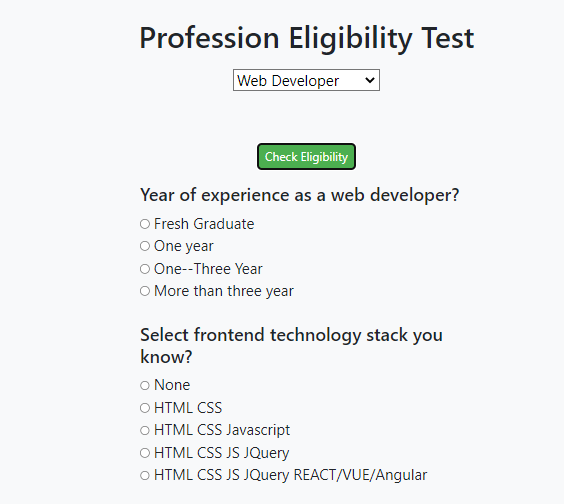 Profession Eligibility Test
Web Developer
Check Eligibility
Year of experience as a web developer?
Fresh Graduate
One year
One--Three Year
More than three year
Select frontend technology stack you
know?
None
HTML CSS
HTML CSS Javascript
HTML CSS JS JQuery
HTML CSS JS JQuery REACT/VUE/Angular